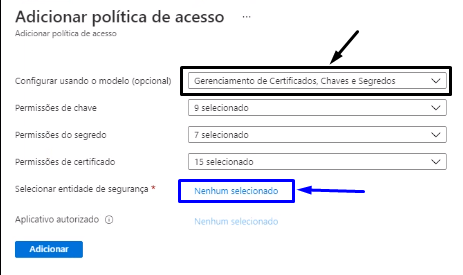 Adicionar política de acesso ...
Adicionar política de acesso
Configurar usando o modelo (opcional) Gerenciamento de Certificados, Chaves e Segredos
Permissões de chave 9 selecionado
Permissões do segredo 7 selecionado
Permissões de certificado 15 selecionado
Selecionar entidade de segurança * Nenhum selecionado
Aplicativo autorizado Nenhum selecionado
Adicionar